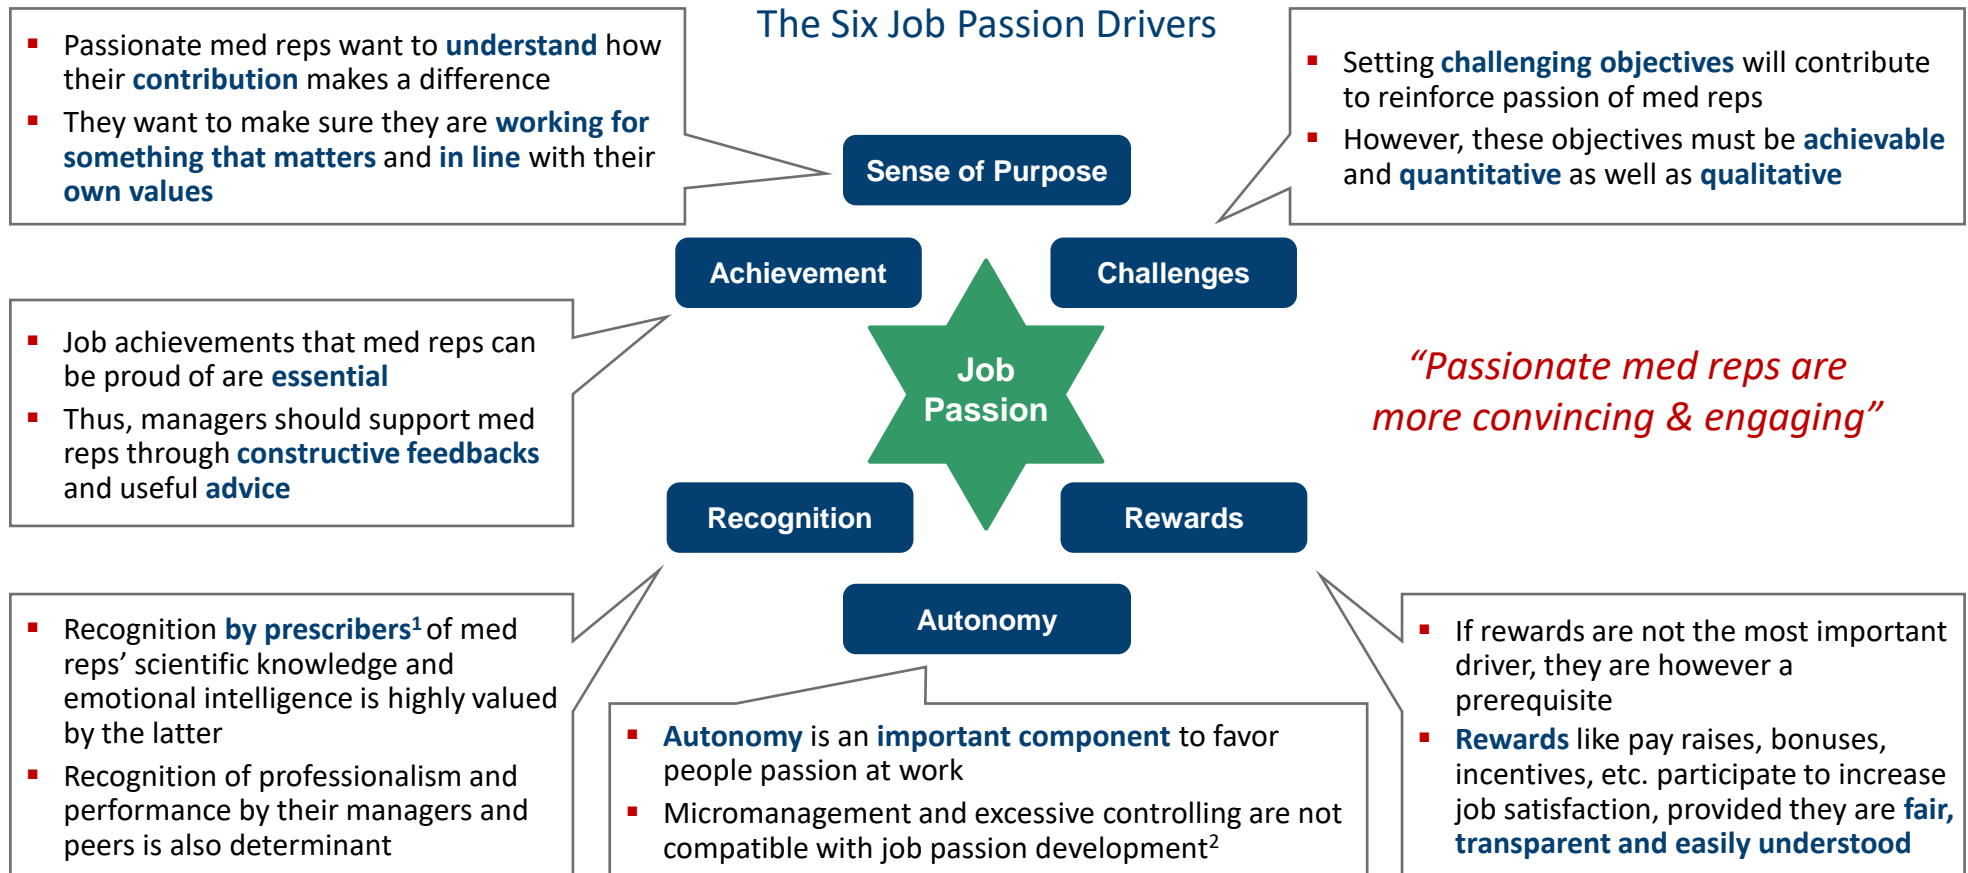 The Six Job Passion Drivers
▪ Passionate med reps want to understand how
their contribution makes a difference
▪ They want to make sure they are working for
something that matters and in line with their
own values
▪ Setting challenging objectives will contribute
to reinforce passion of med reps
▪ However, these objectives must be achievable
and quantitative as well as qualitative
Sense of Purpose
Achievement
Challenges
▪ Job achievements that med reps can
be proud of are essential
▪ Thus, managers should support med
reps through constructive feedbacks
and useful advice
Job
Passion
“Passionate med reps are
more convincing & engaging”
Recognition
Rewards
Autonomy
▪ Recognition by prescribers¹ of med
reps’ scientific knowledge and
emotional intelligence is highly valued
by the latter
▪ Recognition of professionalism and
performance by their managers and
peers is also determinant
▪ Autonomy is an important component to favor
people passion at work
▪ Micromanagement and excessive controlling are not
compatible with job passion development²
▪ If rewards are not the most important
driver, they are however a
prerequisite
▪ Rewards like pay raises, bonuses,
incentives, etc. participate to increase
job satisfaction, provided they are fair,
transparent and easily understood